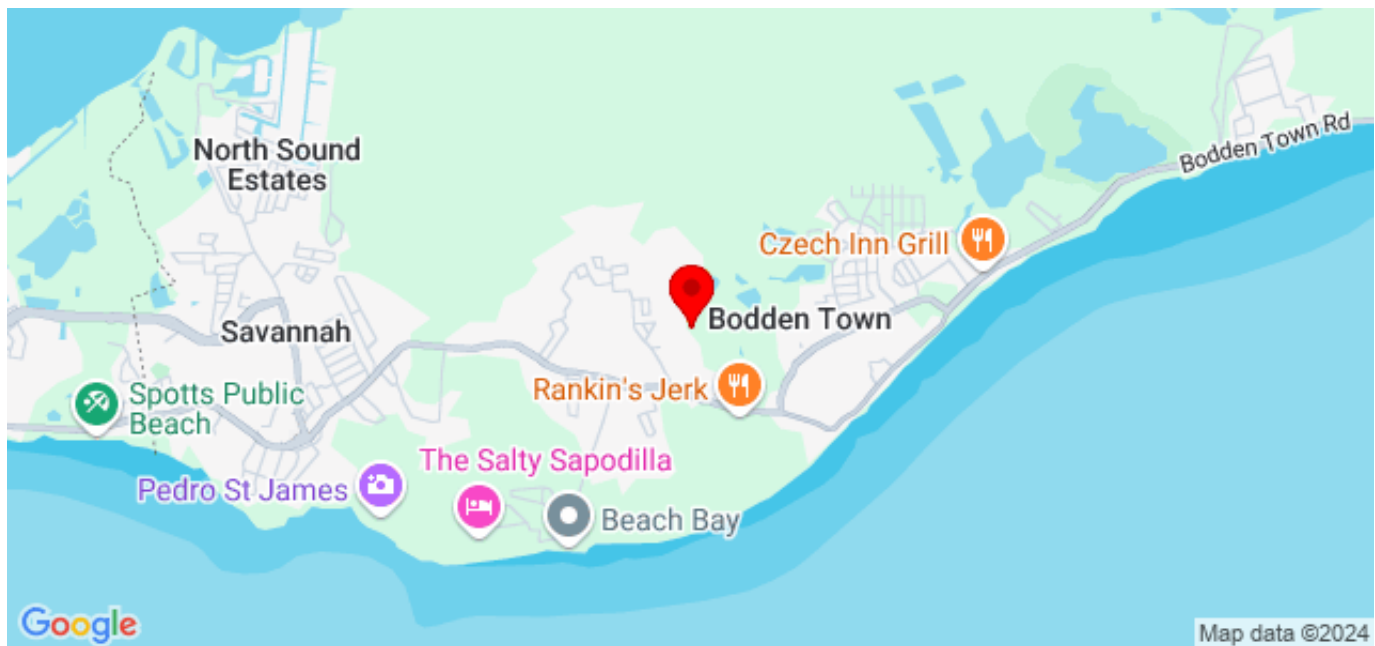 Bodden Town Rd
North Sound
Estates
Czech Inn Grill
Bodden Town
Savannah
Rankin's Jerk
Spotts Public
Beach
The Salty Sapodilla
Pedro St James
Beach Bay
Google
Map data ©2024